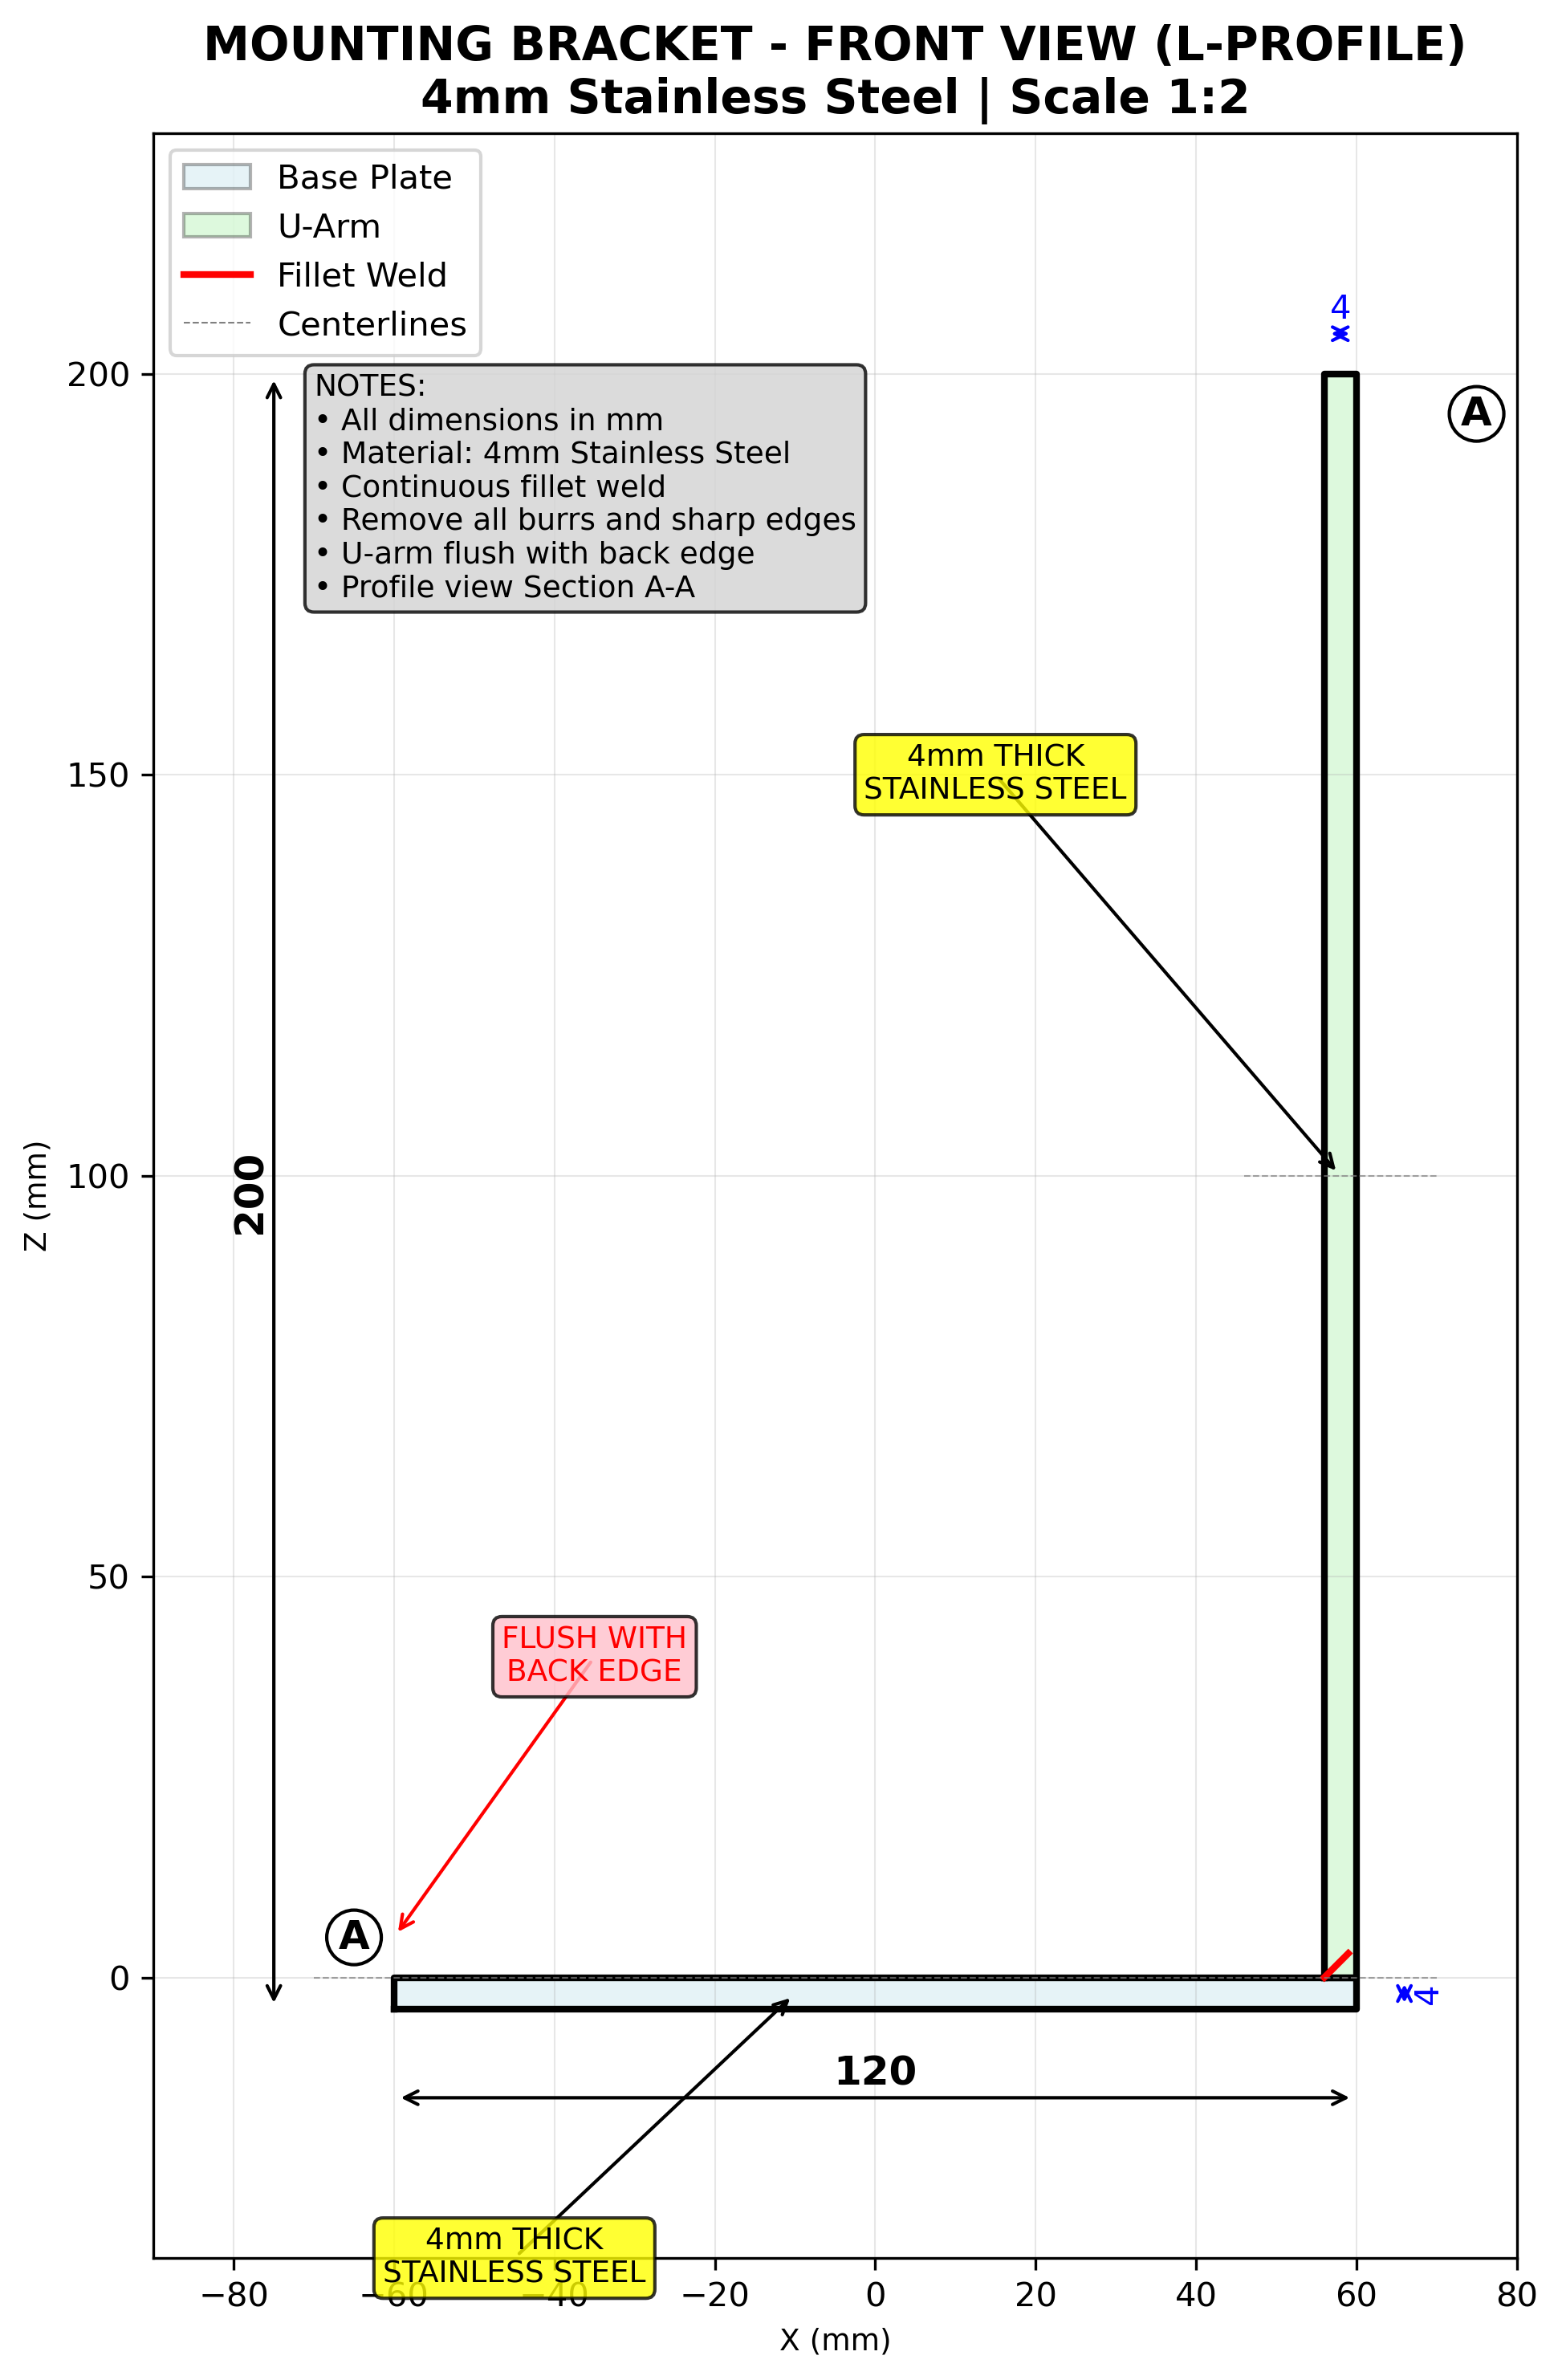 MOUNTING BRACKET - FRONT VIEW (L-PROFILE)
4mm Stainless Steel | Scale 1:2
Base Plate
U-Arm
Fillet Weld
Centerlines
4
200
A
NOTES:
• All dimensions in mm
• Material: 4mm Stainless Steel
• Continuous fillet weld
• Remove all burrs and sharp edges
• U-arm flush with back edge
• Profile view Section A-A
4mm THICK
STAINLESS STEEL
150
200
Z (mm)
100
50
FLUSH WITH
BACK EDGE
A
0
4
120
4mm THICK
STAINLESS STEEL
−80
−60
−40
−20
0
20
40
60
80
X (mm)